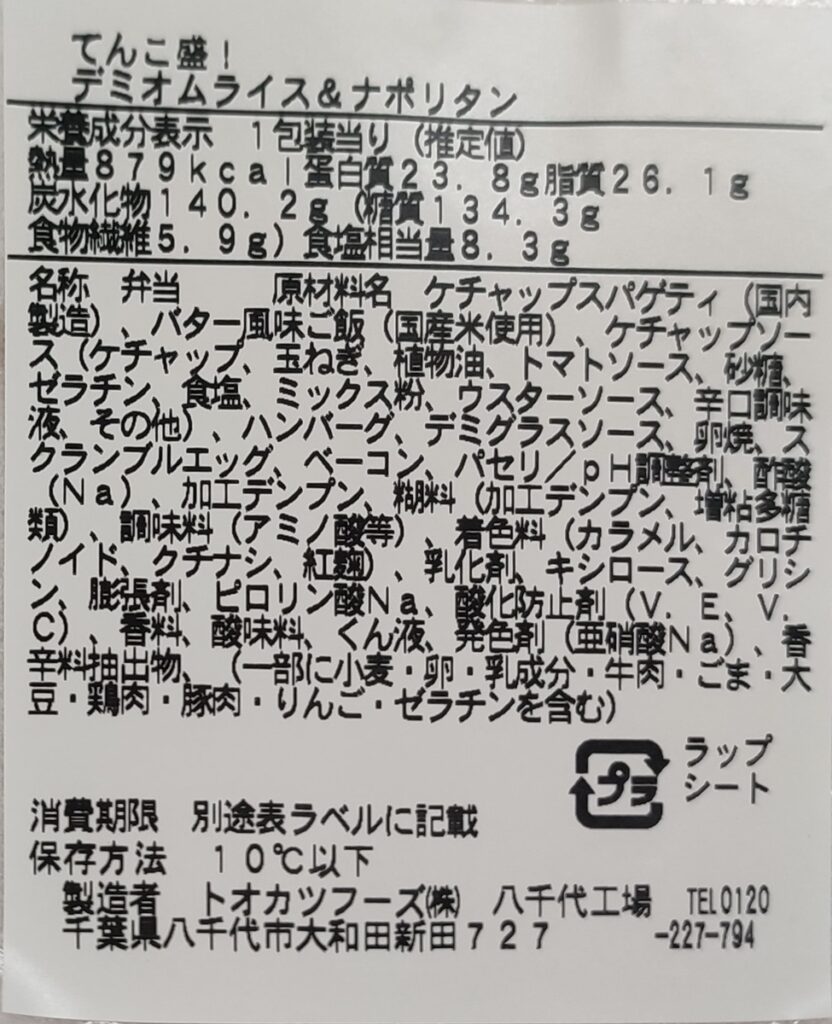 てんこ盛！
デミオムライス＆ナポリタン
栄養成分表示　１包装当り（推定値）
熱量８７９ｋｃａｌ蛋白質２３．８ｇ脂質２６．１ｇ
炭水化物１４０．２ｇ（糖質１３４．３ｇ
食物繊維５．９ｇ）食塩相当量８．３ｇ
名称　弁当　　　原材料名　ケチャップスパゲティ（国内
製造）、バター風味ご飯（国産米使用）、ケチャップソー
ス（ケチャップ、玉ねぎ、植物油、トマトソース、砂糖、
ゼラチン、食塩、ミックス粉、ウスターソース、辛口調味
液、その他）、ハンバーグ、デミグラスソース、卵焼、ス
クランブルエッグ、ベーコン、パセリ／ｐＨ調整剤、酢酸
（Ｎａ）、加工デンプン、糊料（加工デンプン、増粘多糖
類）、調味料（アミノ酸等）、着色料（カラメル、カロチ
ノイド、クチナシ、紅麹）、乳化剤、キシロース、グリシ
ン、膨張剤、ピロリン酸Ｎａ、酸化防止剤（Ｖ．Ｅ、Ｖ．
Ｃ）、香料、酸味料、くん液、発色剤（亜硝酸Ｎａ）、香
辛料抽出物、（一部に小麦・卵・乳成分・牛肉・ごま・大
豆・鶏肉・豚肉・りんご・ゼラチンを含む）
プラ
ラップ
シート
消費期限　別途表ラベルに記載
保存方法　１０℃以下
製造者　トオカツフーズ㈱　八千代工場　TEL0120
千葉県八千代市大和田新田７２７　-227-794